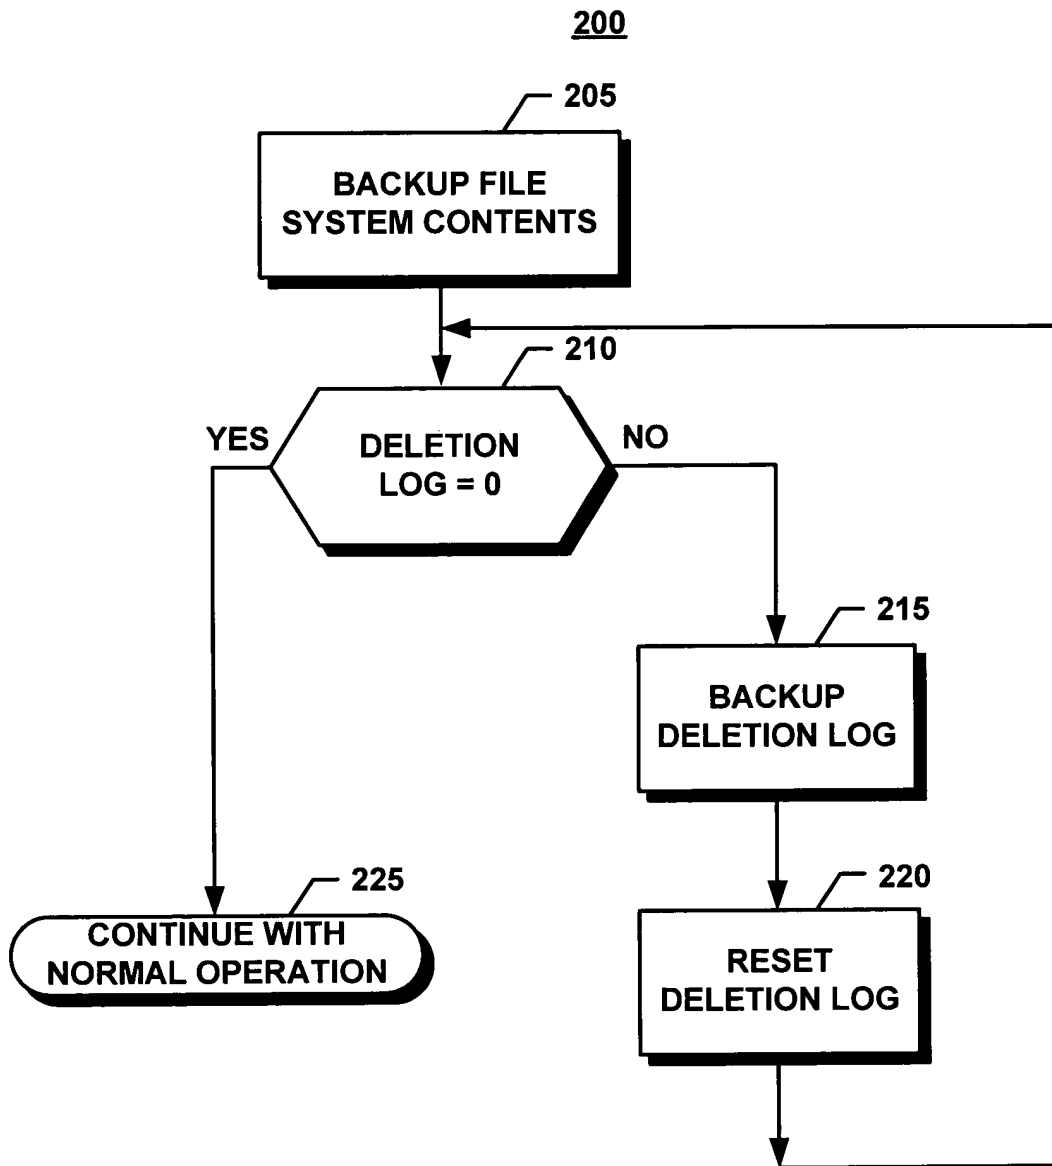 200
205
BACKUP FILE
SYSTEM CONTENTS
210
YES
DELETION
LOG = 0
NO
215
BACKUP
DELETION LOG
225
CONTINUE WITH
NORMAL OPERATION
220
RESET
DELETION LOG